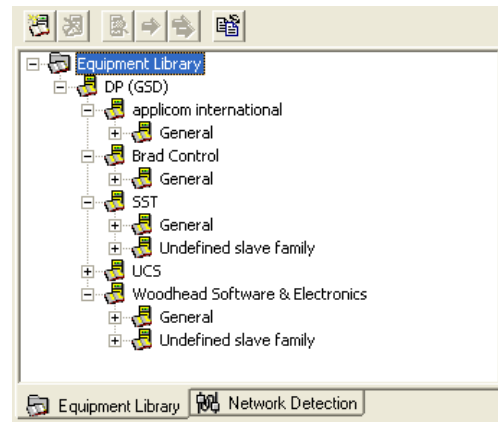 Equipment Library
DP (GSD)
applicom international
General
Brad Control
General
SST
General
Undefined slave family
UCS
Woodhead Software & Electronics
General
Undefined slave family
Equipment Library Network Detection